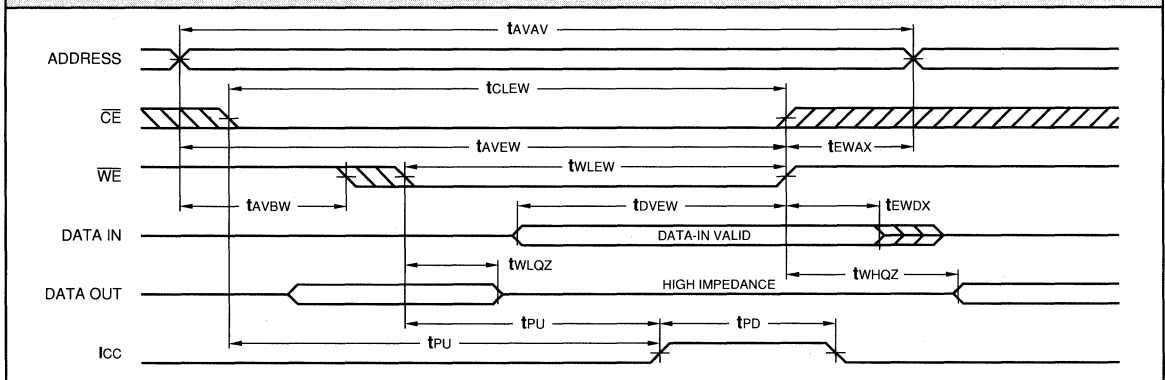 tAVAV
ADDRESS
tCLEW
CE
tAVEW
tEWAX
WE
tWLEW
tAVBW
tDVEW
tEWDX
DATA IN
DATA-IN VALID
tWLQZ
tWHQZ
DATA OUT
HIGH IMPEDANCE
tPU
tPD
tPU
ICC